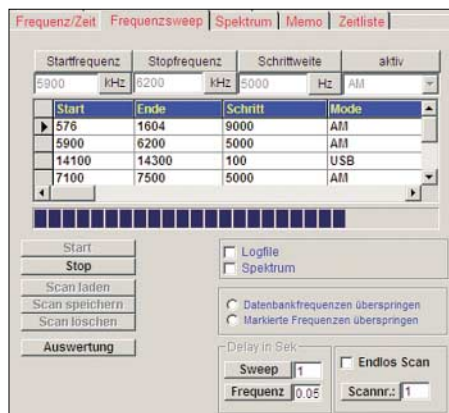 Frequenz/Zeit Frequenzsweep Spektrum Memo Zeitliste
Startfrequenz Stopfrequenz Schrittweite aktiv
5900 kHz 6200 kHz 5000 Hz AM
Start Ende Schritt Mode
576 1604 9000 AM
5900 6200 5000 AM
14100 14300 100 USB
7100 7500 5000 AM
Start
Stop
Scan laden
Scan speichern
Scan löschen
Auswertung
Logfile
Spektrum
Datenbankfrequenzen überspringen
Markierte Frequenzen überspringen
Delay in Sek
Sweep 1
Frequenz 0.05
Endlos Scan
Scannr.: 1